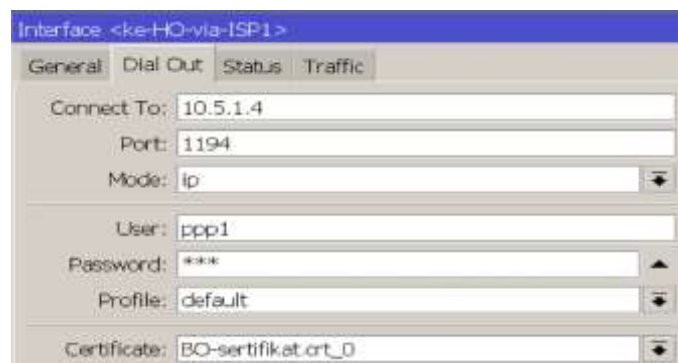 Interface <ke-HO-via-ISP1>
General Dial Out Status Traffic
Connect To: 10.5.1.4
Port: 1194
Mode: ip
User: ppp1
Password: ***
Profile: default
Certificate: BO-sertifikat.crt_0